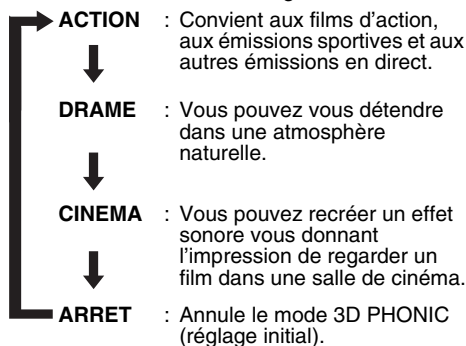 ACTION : Convient aux films d'action,
aux émissions sportives et aux
autres émissions en direct.
DRAME : Vous pouvez vous détendre
dans une atmosphère
naturelle.
CINEMA : Vous pouvez recréer un effet
sonore vous donnant
l'impression de regarder un
film dans une salle de cinéma.
ARRET : Annule le mode 3D PHONIC
(réglage initial).